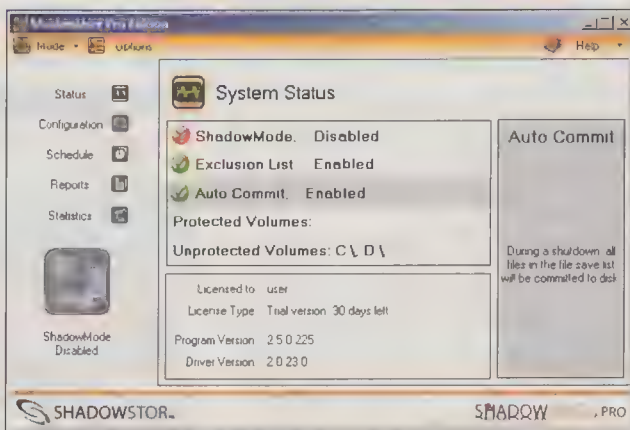 Mode Options Help
Status
Configuration
Schedule
Reports
Statistics
ShadowMode
Disabled
System Status
ShadowMode. Disabled
Exclusion List Enabled
Auto Commit. Enabled
Protected Volumes:
Unprotected Volumes: C \, D \
Licensed to user
License Type Trial version 30 days left
Program Version 2 5 0 225
Driver Version 2 0 23 0
Auto Commit
During a shutdown all
files in the file save list
will be committed to disk
SHADOWSTOR
SHADOW PRO